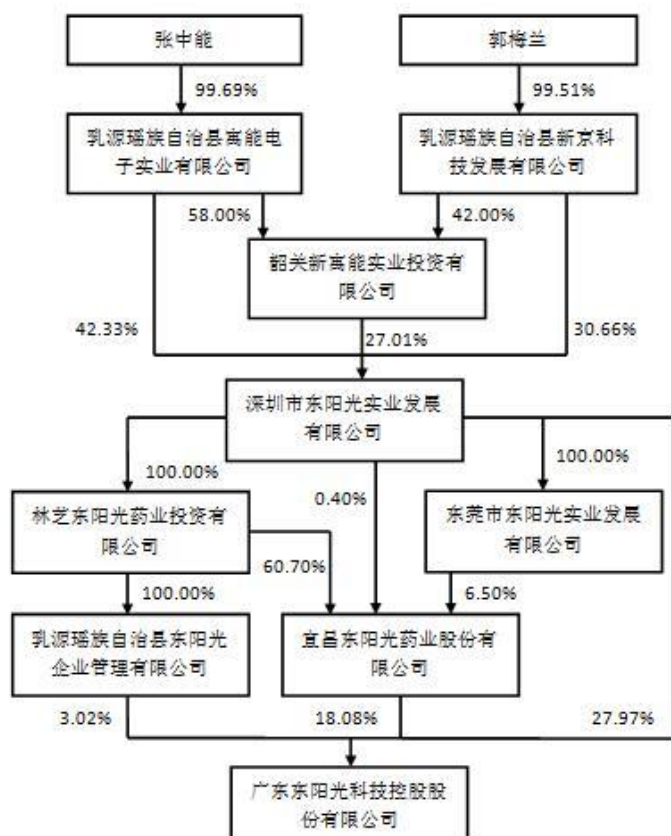 张中能
郭梅兰
99.69%
99.51%
乳源瑶族自治县寓能电
子实业有限公司
乳源瑶族自治县新京科
技发展有限公司
58.00%
42.00%
韶关新寓能实业投资有
限公司
42.33%
27.01%
30.66%
深圳市东阳光实业发展
有限公司
100.00%
0.40%
100.00%
林芝东阳光药业投资有
限公司
东莞市东阳光实业发展
有限公司
60.70%
100.00%
6.50%
乳源瑶族自治县东阳光
企业管理有限公司
宜昌东阳光药业股份有
限公司
3.02%
18.08%
27.97%
广东东阳光科技控股股
份有限公司